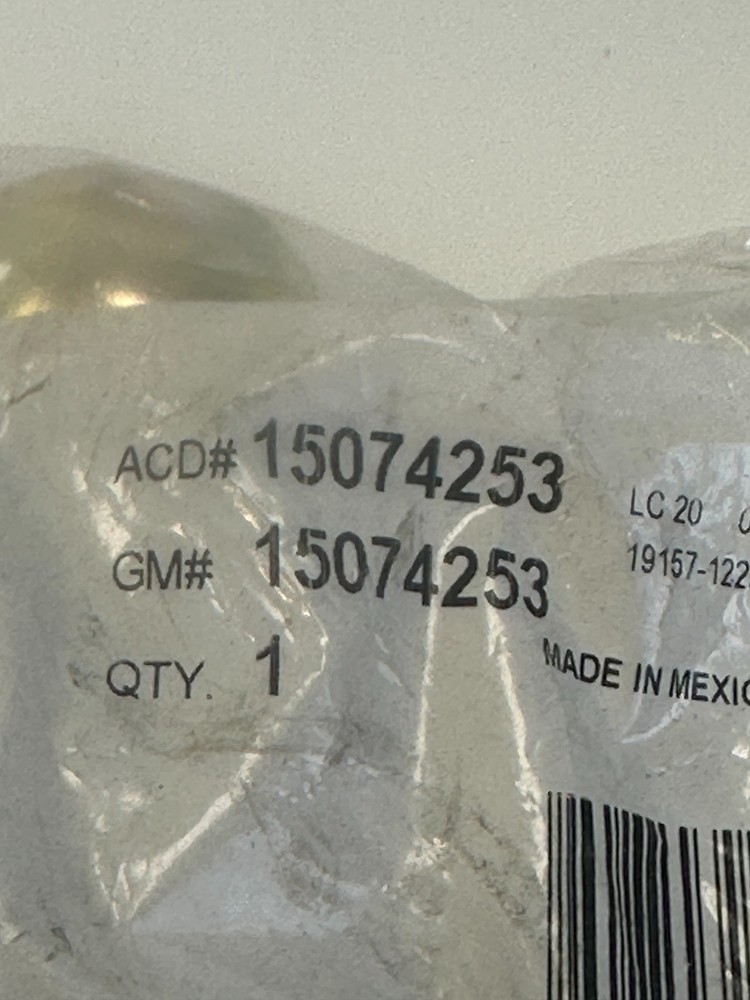 ACD# 15074253
GM# 15074253
QTY. 1
LC 20
19157-122
MADE IN MEXIC